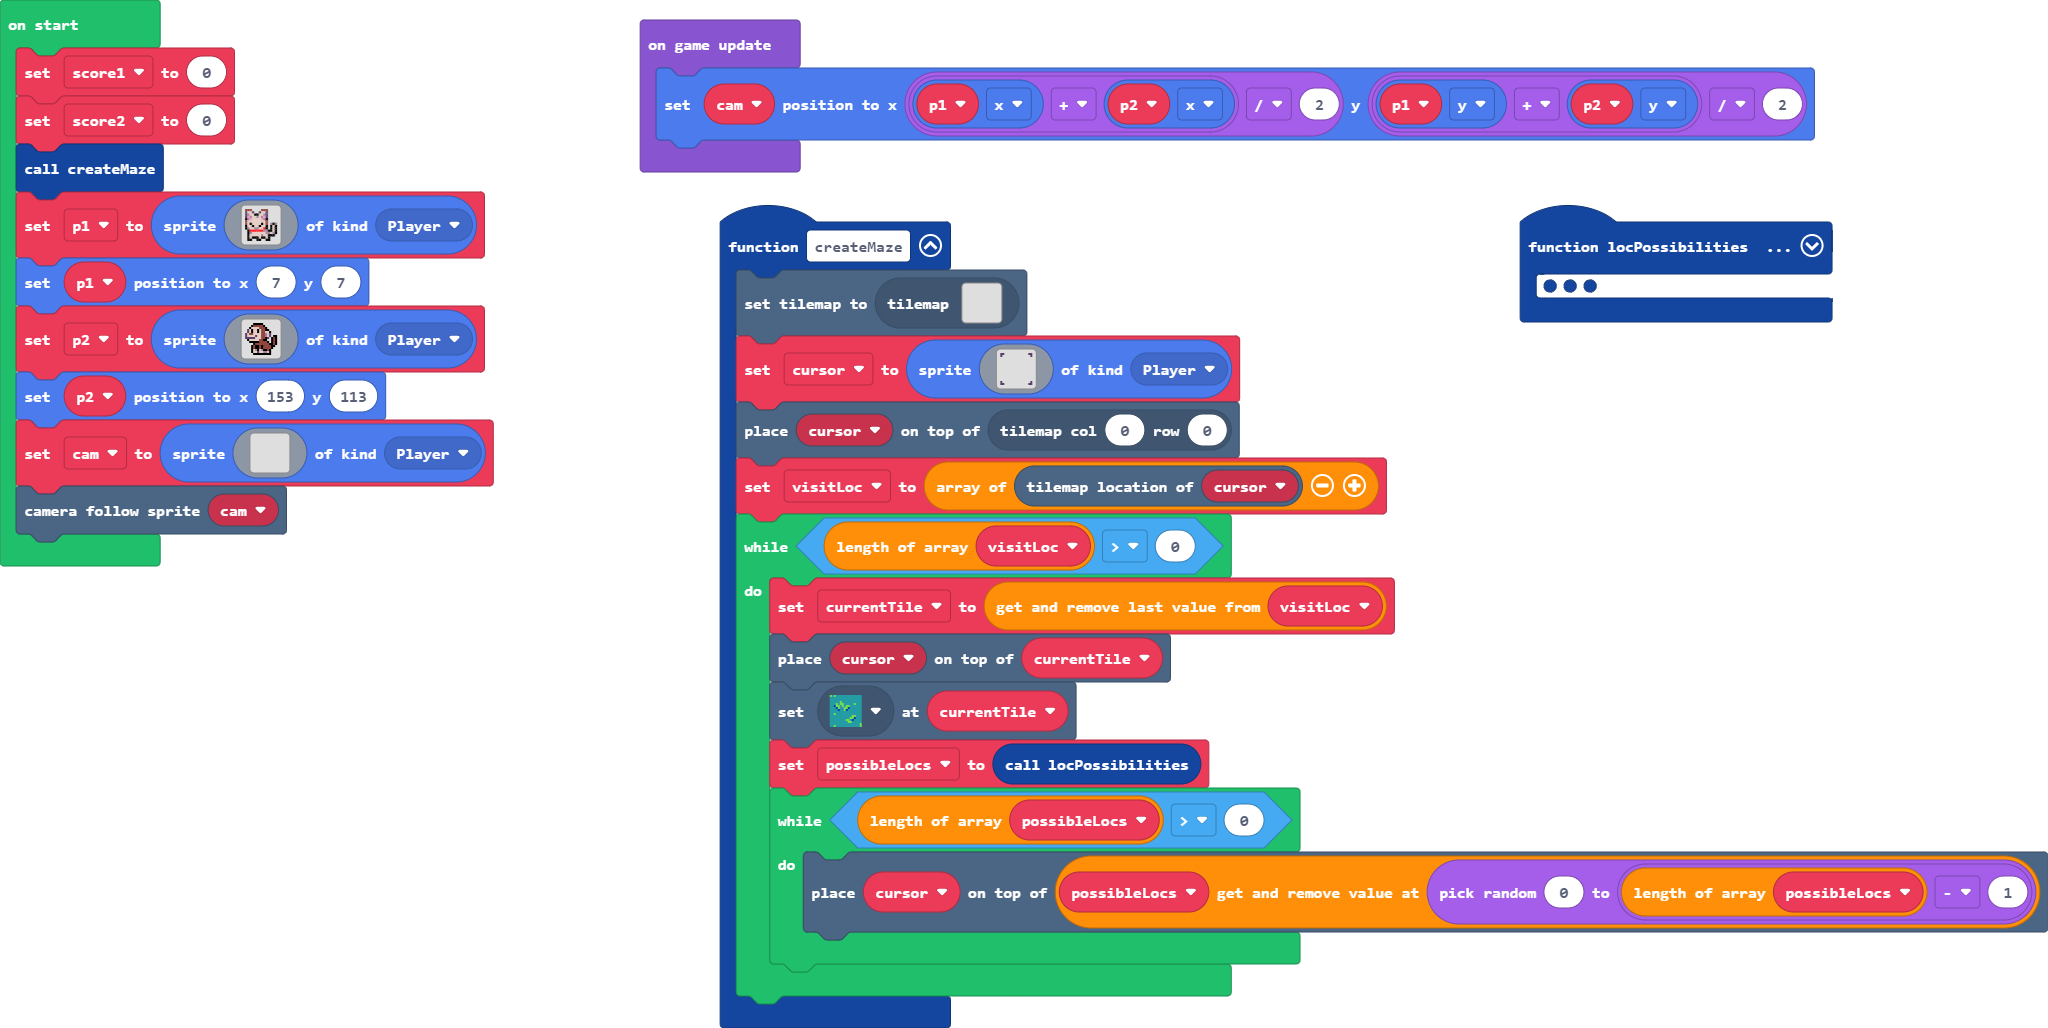 on start
set score1 to 0
set score2 to 0
call createMaze
set p1 to sprite of kind Player
set p1 position to x 7 y 7
set p2 to sprite of kind Player
set p2 position to x 153 y 113
set cam to sprite of kind Player
camera follow sprite cam
on game update
set cam position to x p1 x + p2 x / 2 y p1 y + p2 y / 2
function createMaze
set tilemap to tilemap
set cursor to sprite of kind Player
place cursor on top of tilemap col 0 row 0
set visitLoc to array of tilemap location of cursor
while length of array visitLoc > 0
do
set currentTile to get and remove last value from visitLoc
place cursor on top of currentTile
set at currentTile
set possibleLocs to call locPossibilities
while length of array possibleLocs > 0
do
place cursor on top of possibleLocs get and remove value at pick random 0 to length of array possibleLocs - 1
function locPossibilities ...